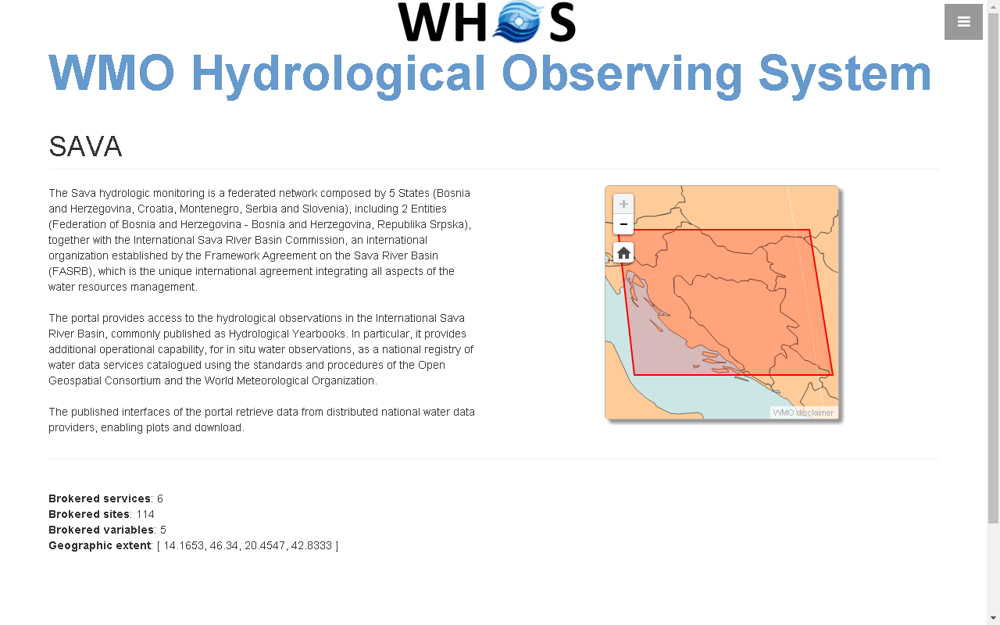 WHOS
WMO Hydrological Observing System
SAVA
The Sava hydrologic monitoring is a federated network composed by 5 States (Bosnia
and Herzegovina, Croatia, Montenegro, Serbia and Slovenia), including 2 Entities
(Federation of Bosnia and Herzegovina - Bosnia and Herzegovina, Republika Srpska),
together with the International Sava River Basin Commission, an international
organization established by the Framework Agreement on the Sava River Basin
(FASRB), which is the unique international agreement integrating all aspects of the
water resources management.
The portal provides access to the hydrological observations in the International Sava
River Basin, commonly published as Hydrological Yearbooks. In particular, it provides
additional operational capability, for in situ water observations, as a national registry of
water data services catalogued using the standards and procedures of the Open
Geospatial Consortium and the World Meteorological Organization.
The published interfaces of the portal retrieve data from distributed national water data
providers, enabling plots and download.
+
-
WMO disclaimer
Brokered services: 6
Brokered sites: 114
Brokered variables: 5
Geographic extent: [ 14.1653, 46.34, 20.4547, 42.8333 ]